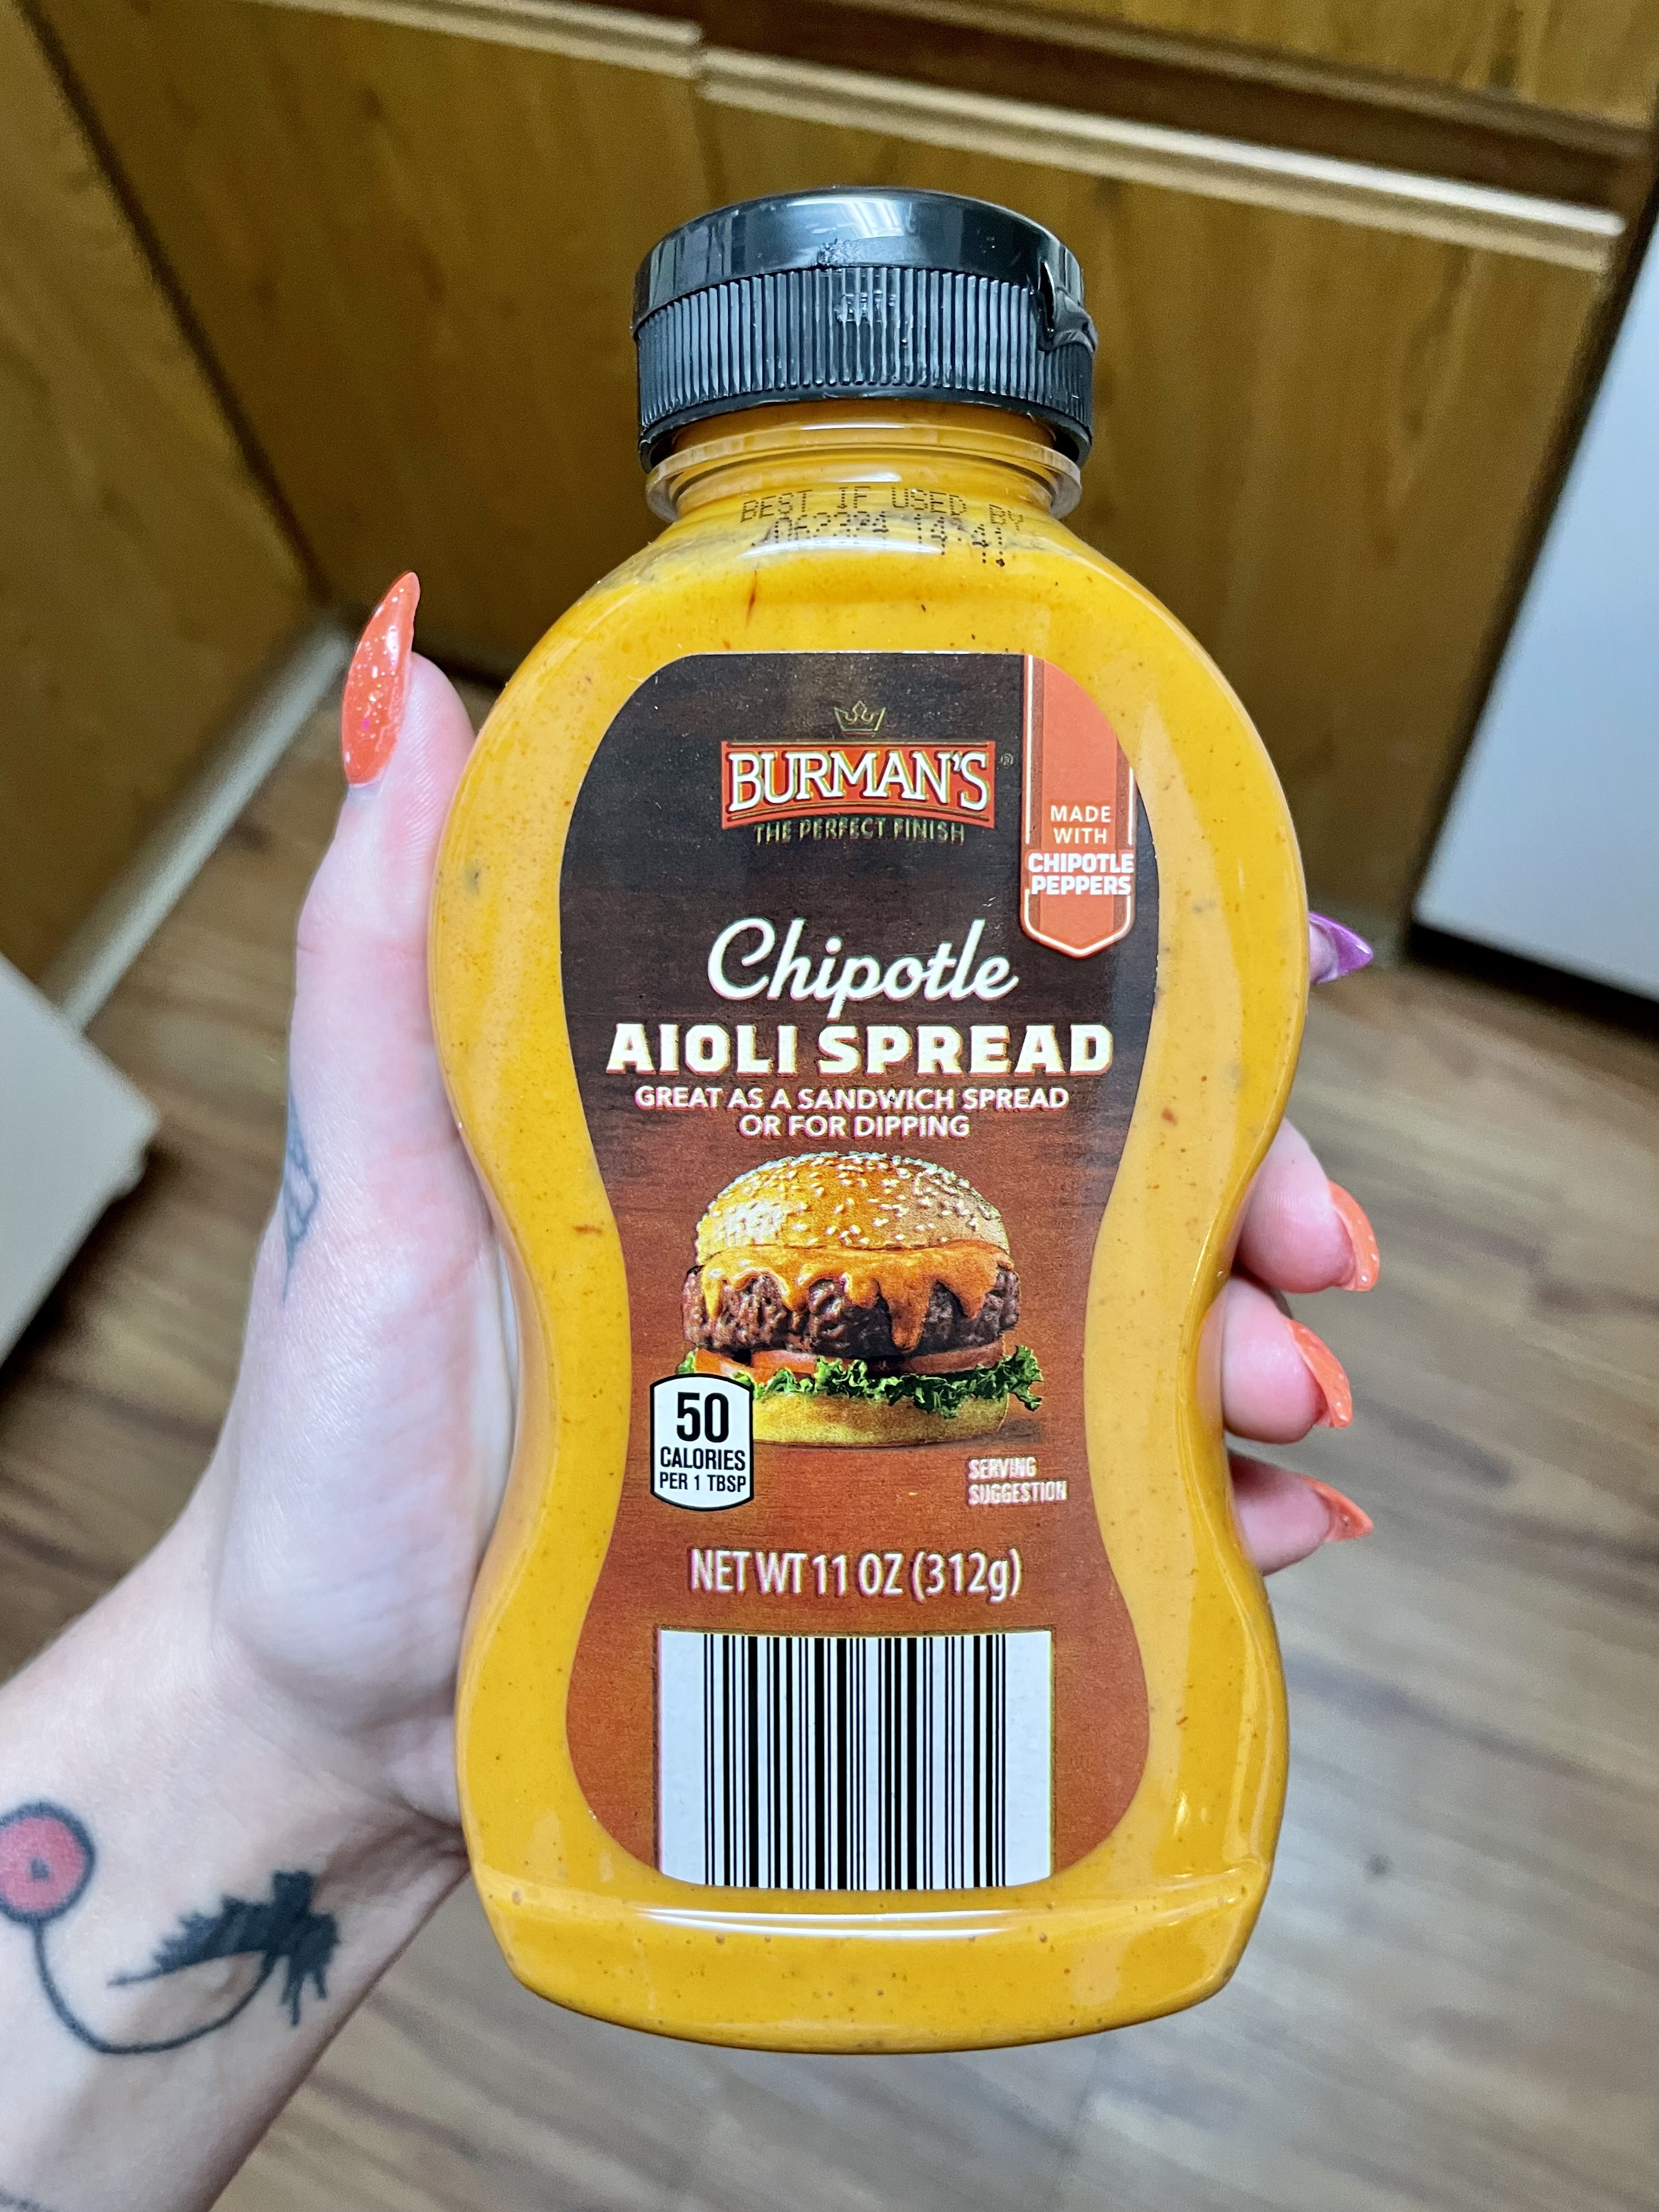 BEST IF USED BY
BURMAN'S®
THE PERFECT FINISH
MADE
WITH
CHIPOTLE
PEPPERS
Chipotle
AIOLI SPREAD
GREAT AS A SANDWICH SPREAD
OR FOR DIPPING
50
CALORIES
PER 1 TBSP
SERVING
SUGGESTION
NET WT 11 OZ (312g)